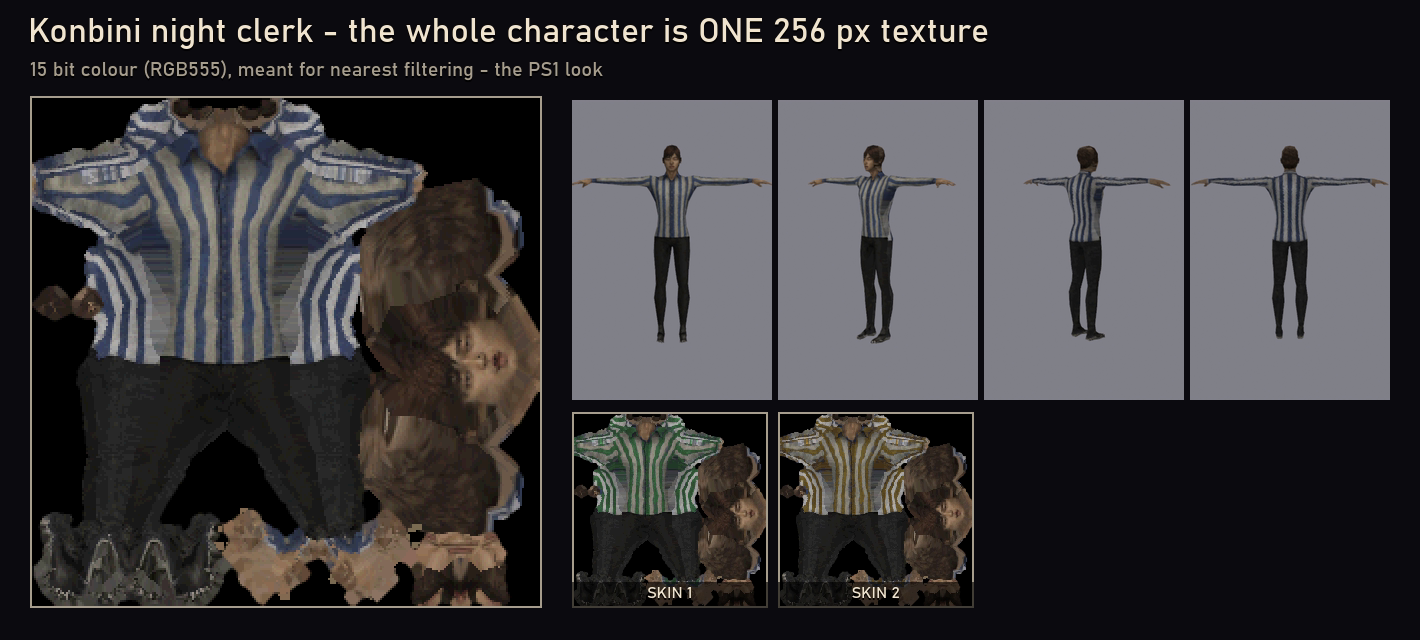 Konbini night clerk - the whole character is ONE 256 px texture
15 bit colour (RGB555), meant for nearest filtering - the PS1 look
SKIN 1
SKIN 2